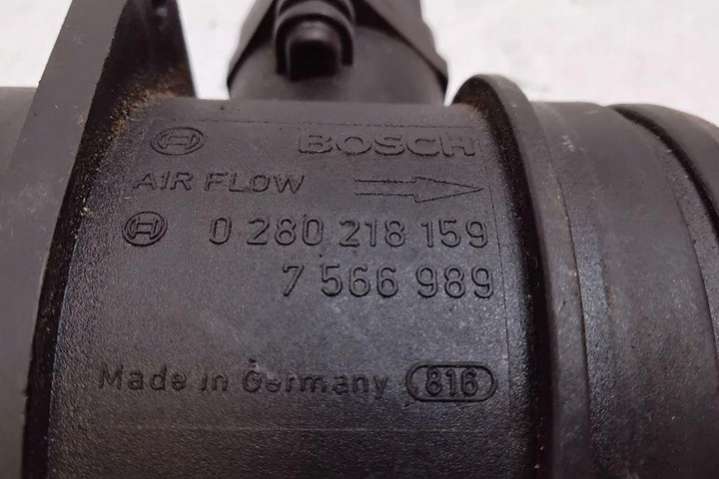 BOSCH
AIR FLOW
0 280 218 159
7 566 989
Made in Germany 816